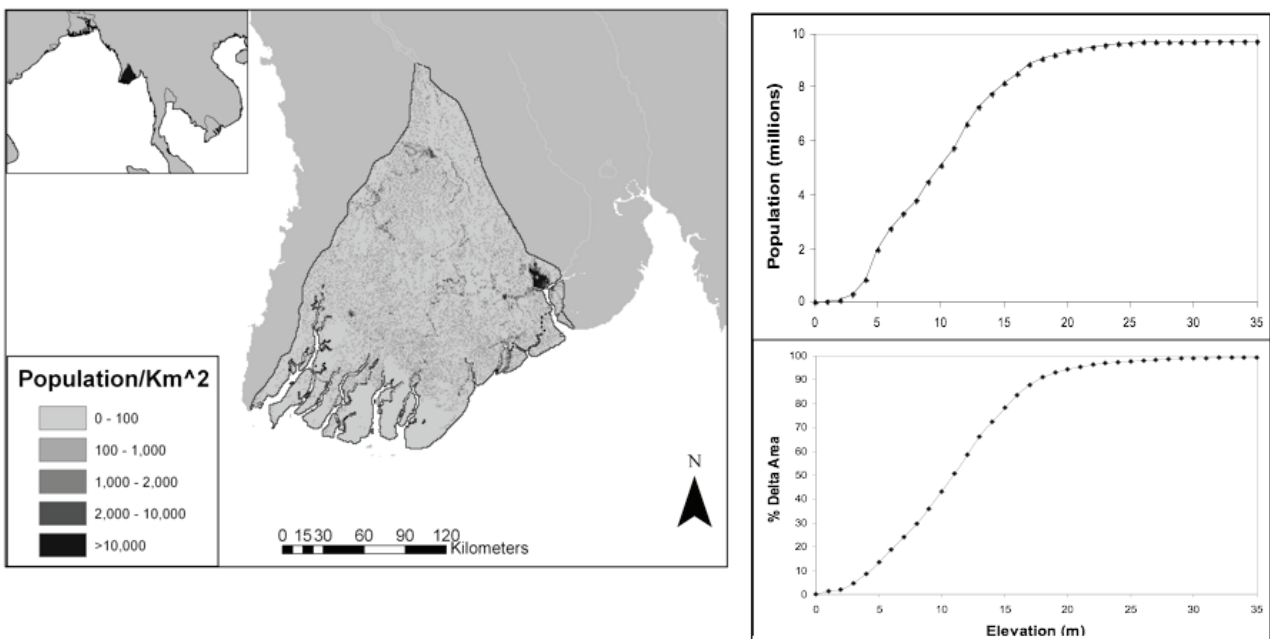 Population/Km^2
0 - 100
100 - 1,000
1,000 - 2,000
2,000 - 10,000
>10,000
N
0 15 30 60 90 120
Kilometers
Population (millions)
10
8
6
4
2
0
0 5 10 15 20 25 30 35
% Delta Area
100
90
80
70
60
50
40
30
20
10
0
0 5 10 15 20 25 30 35
Elevation (m)